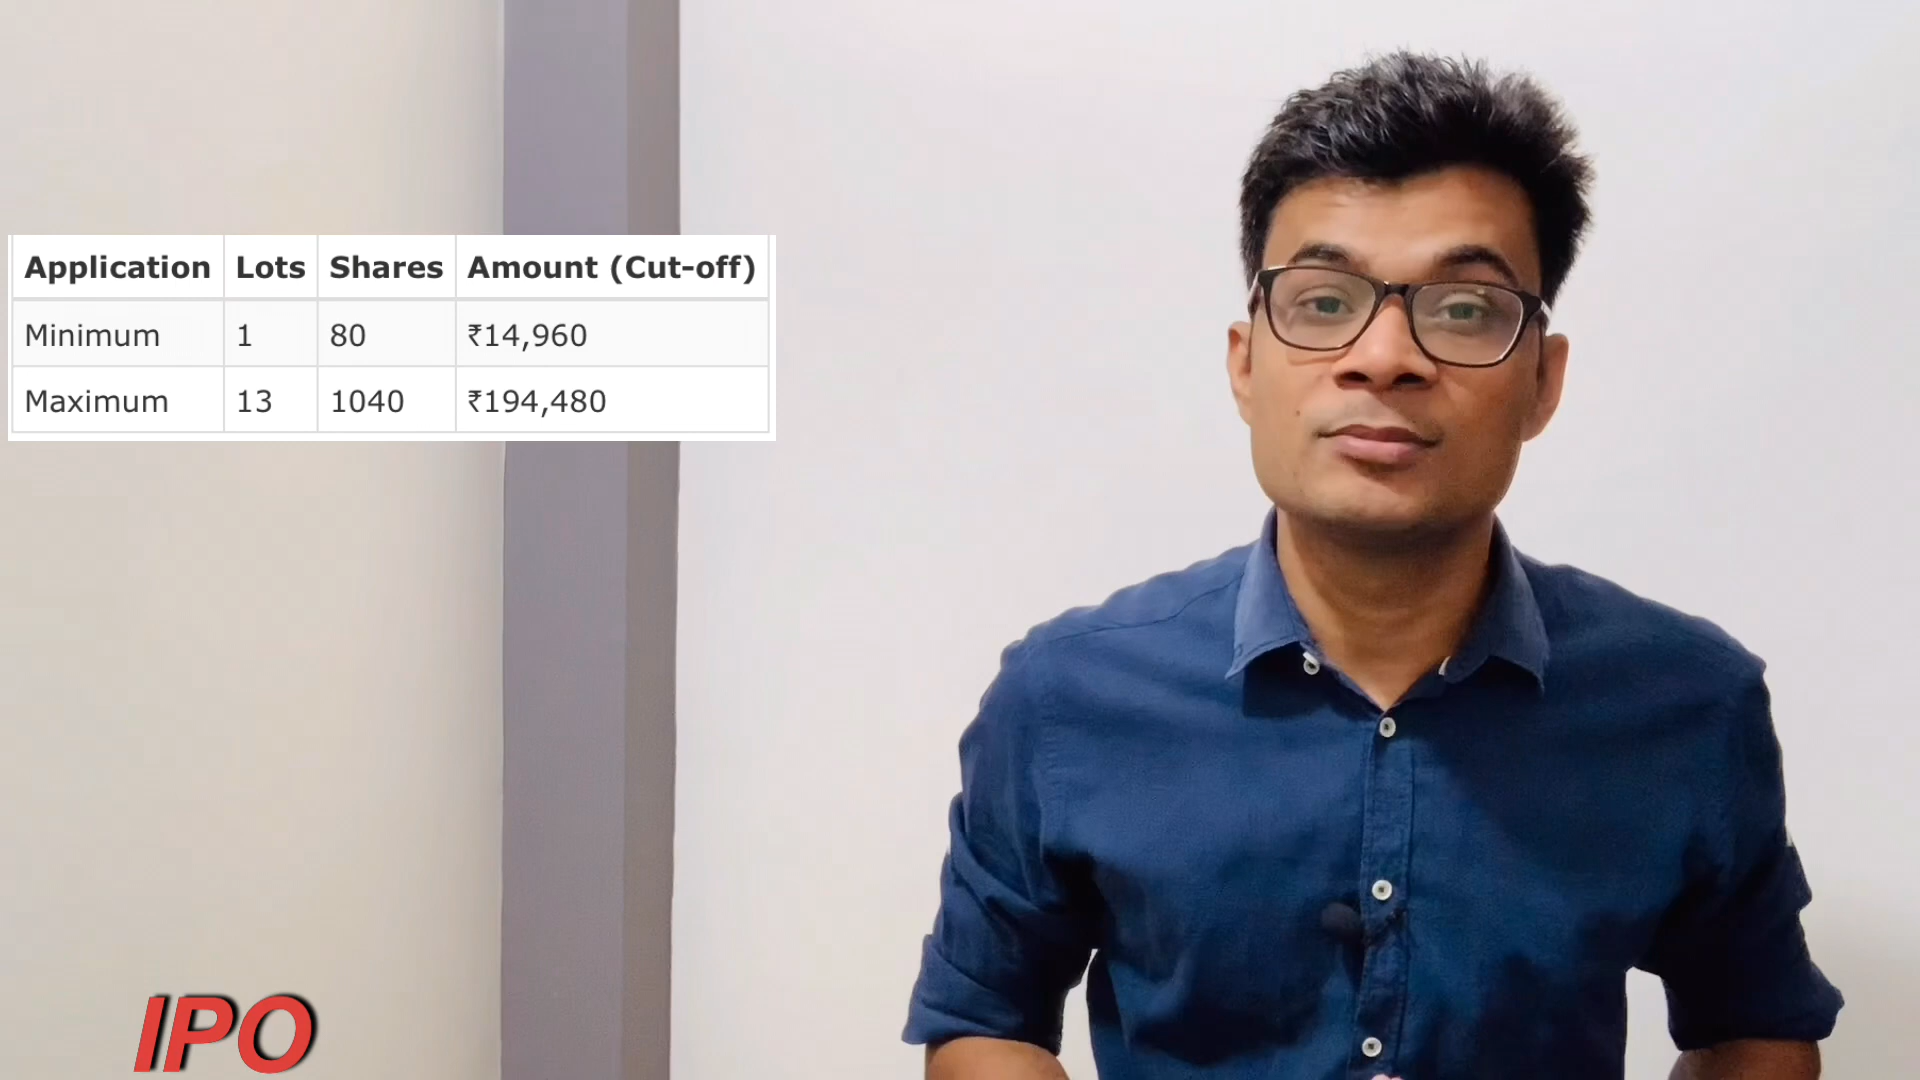 Application Lots Shares Amount (Cut-off)
Minimum 1 80 ₹14,960
Maximum 13 1040 ₹194,480
IPO